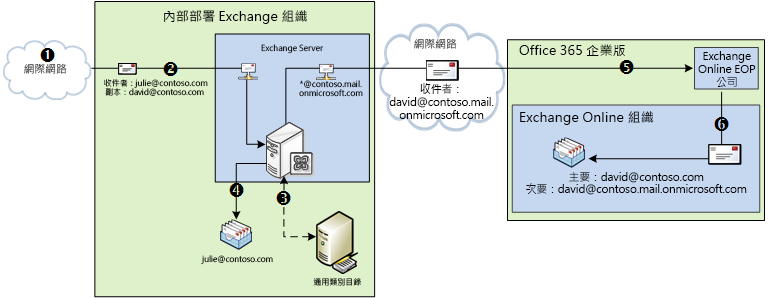 內部部署 Exchange 組織
1
網際網路
2
收件者：julie@contoso.com
副本：david@contoso.com
Exchange Server
*@contoso.mail.
onmicrosoft.com
4
3
julie@contoso.com
通用類別目錄
網際網路
收件者：
david@contoso.mail.
onmicrosoft.com
Office 365 企業版
5
Exchange
Online EOP
公司
6
Exchange Online 組織
主要：david@contoso.com
次要：david@contoso.mail.onmicrosoft.com